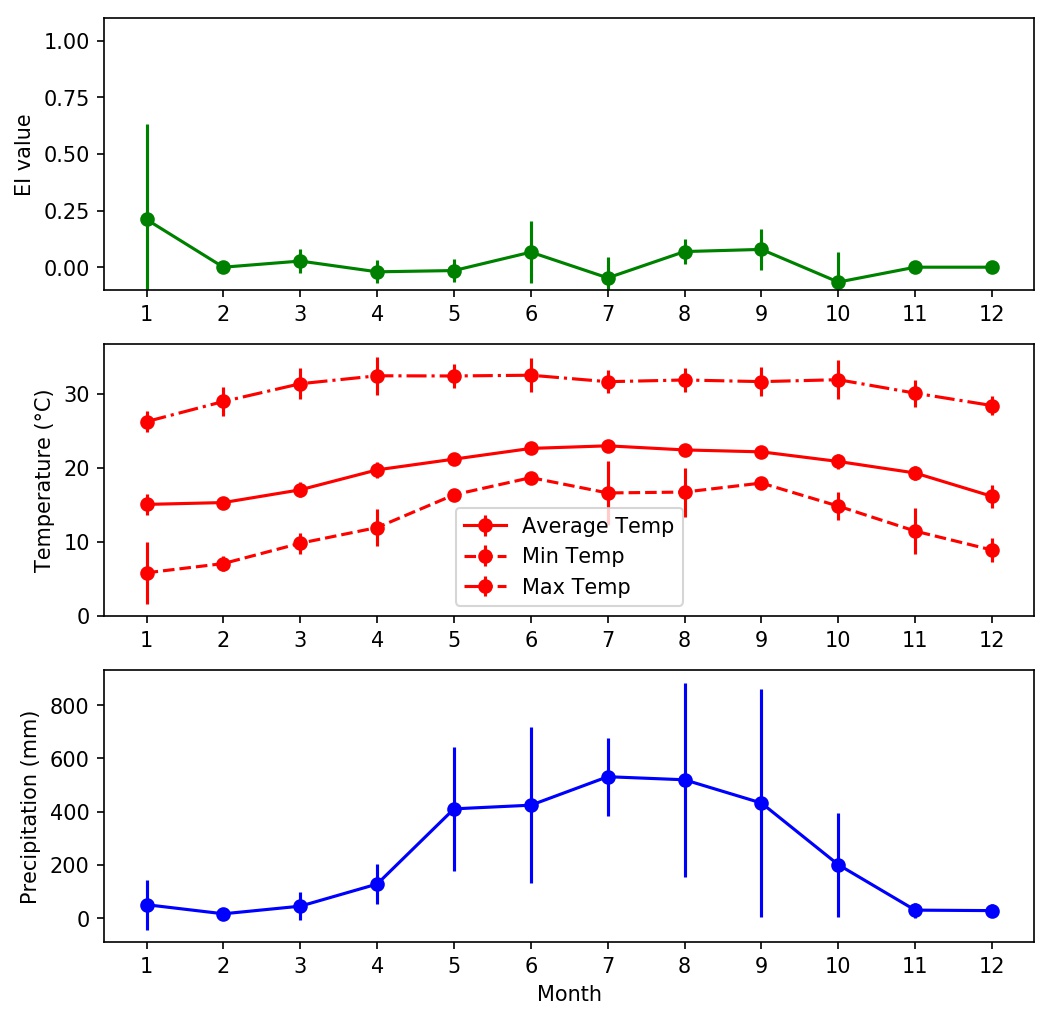 EI value
1.00
0.75
0.50
0.25
0.00
1 2 3 4 5 6 7 8 9 10 11 12
Temperature (°C)
30
20
10
0
Average Temp
Min Temp
Max Temp
1 2 3 4 5 6 7 8 9 10 11 12
Precipitation (mm)
800
600
400
200
0
1 2 3 4 5 6 7 8 9 10 11 12
Month